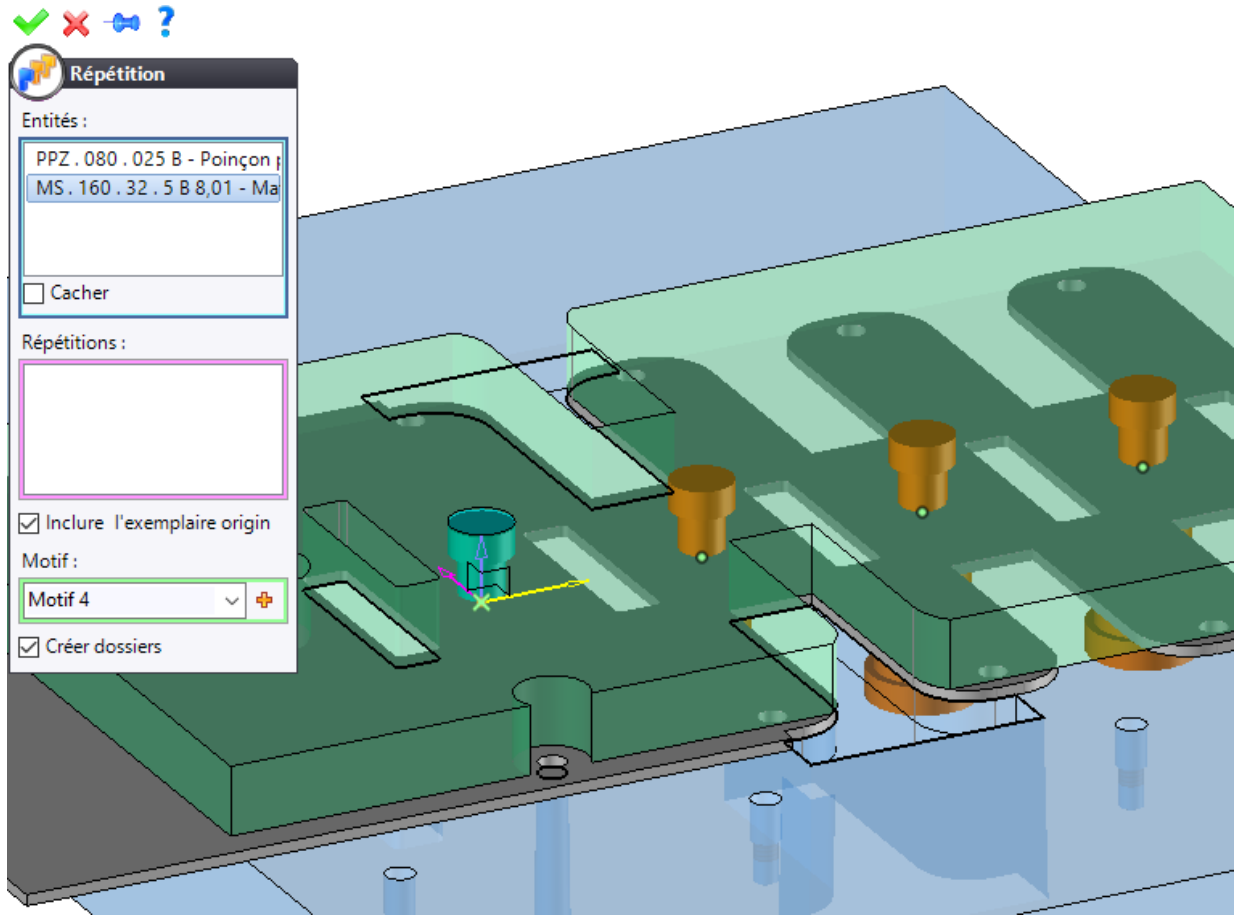 ?
Répétition
Entités :
PPZ . 080 . 025 B - Poinçon
MS . 160 . 32 . 5 B 8,01 - Ma
Cacher
Répétitions :
Inclure l'exemplaire origin
Motif :
Motif 4
Créer dossiers